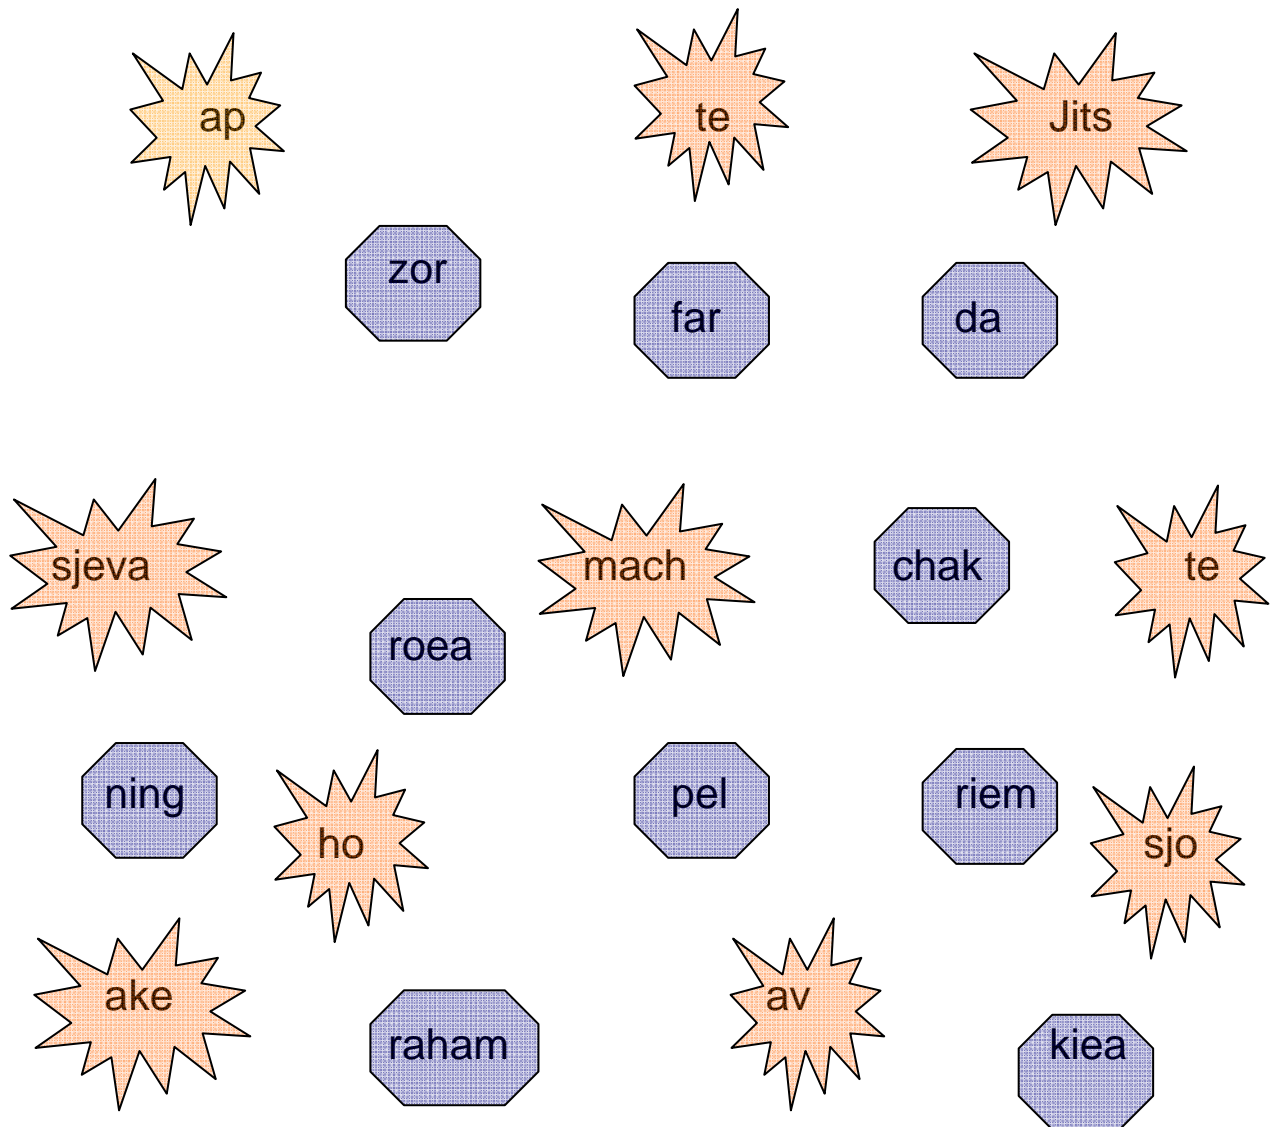 ap te Jits
zor
far da
sjeva mach chak te
roea
ning pel riem
ho sjo
ake av
raham kiea